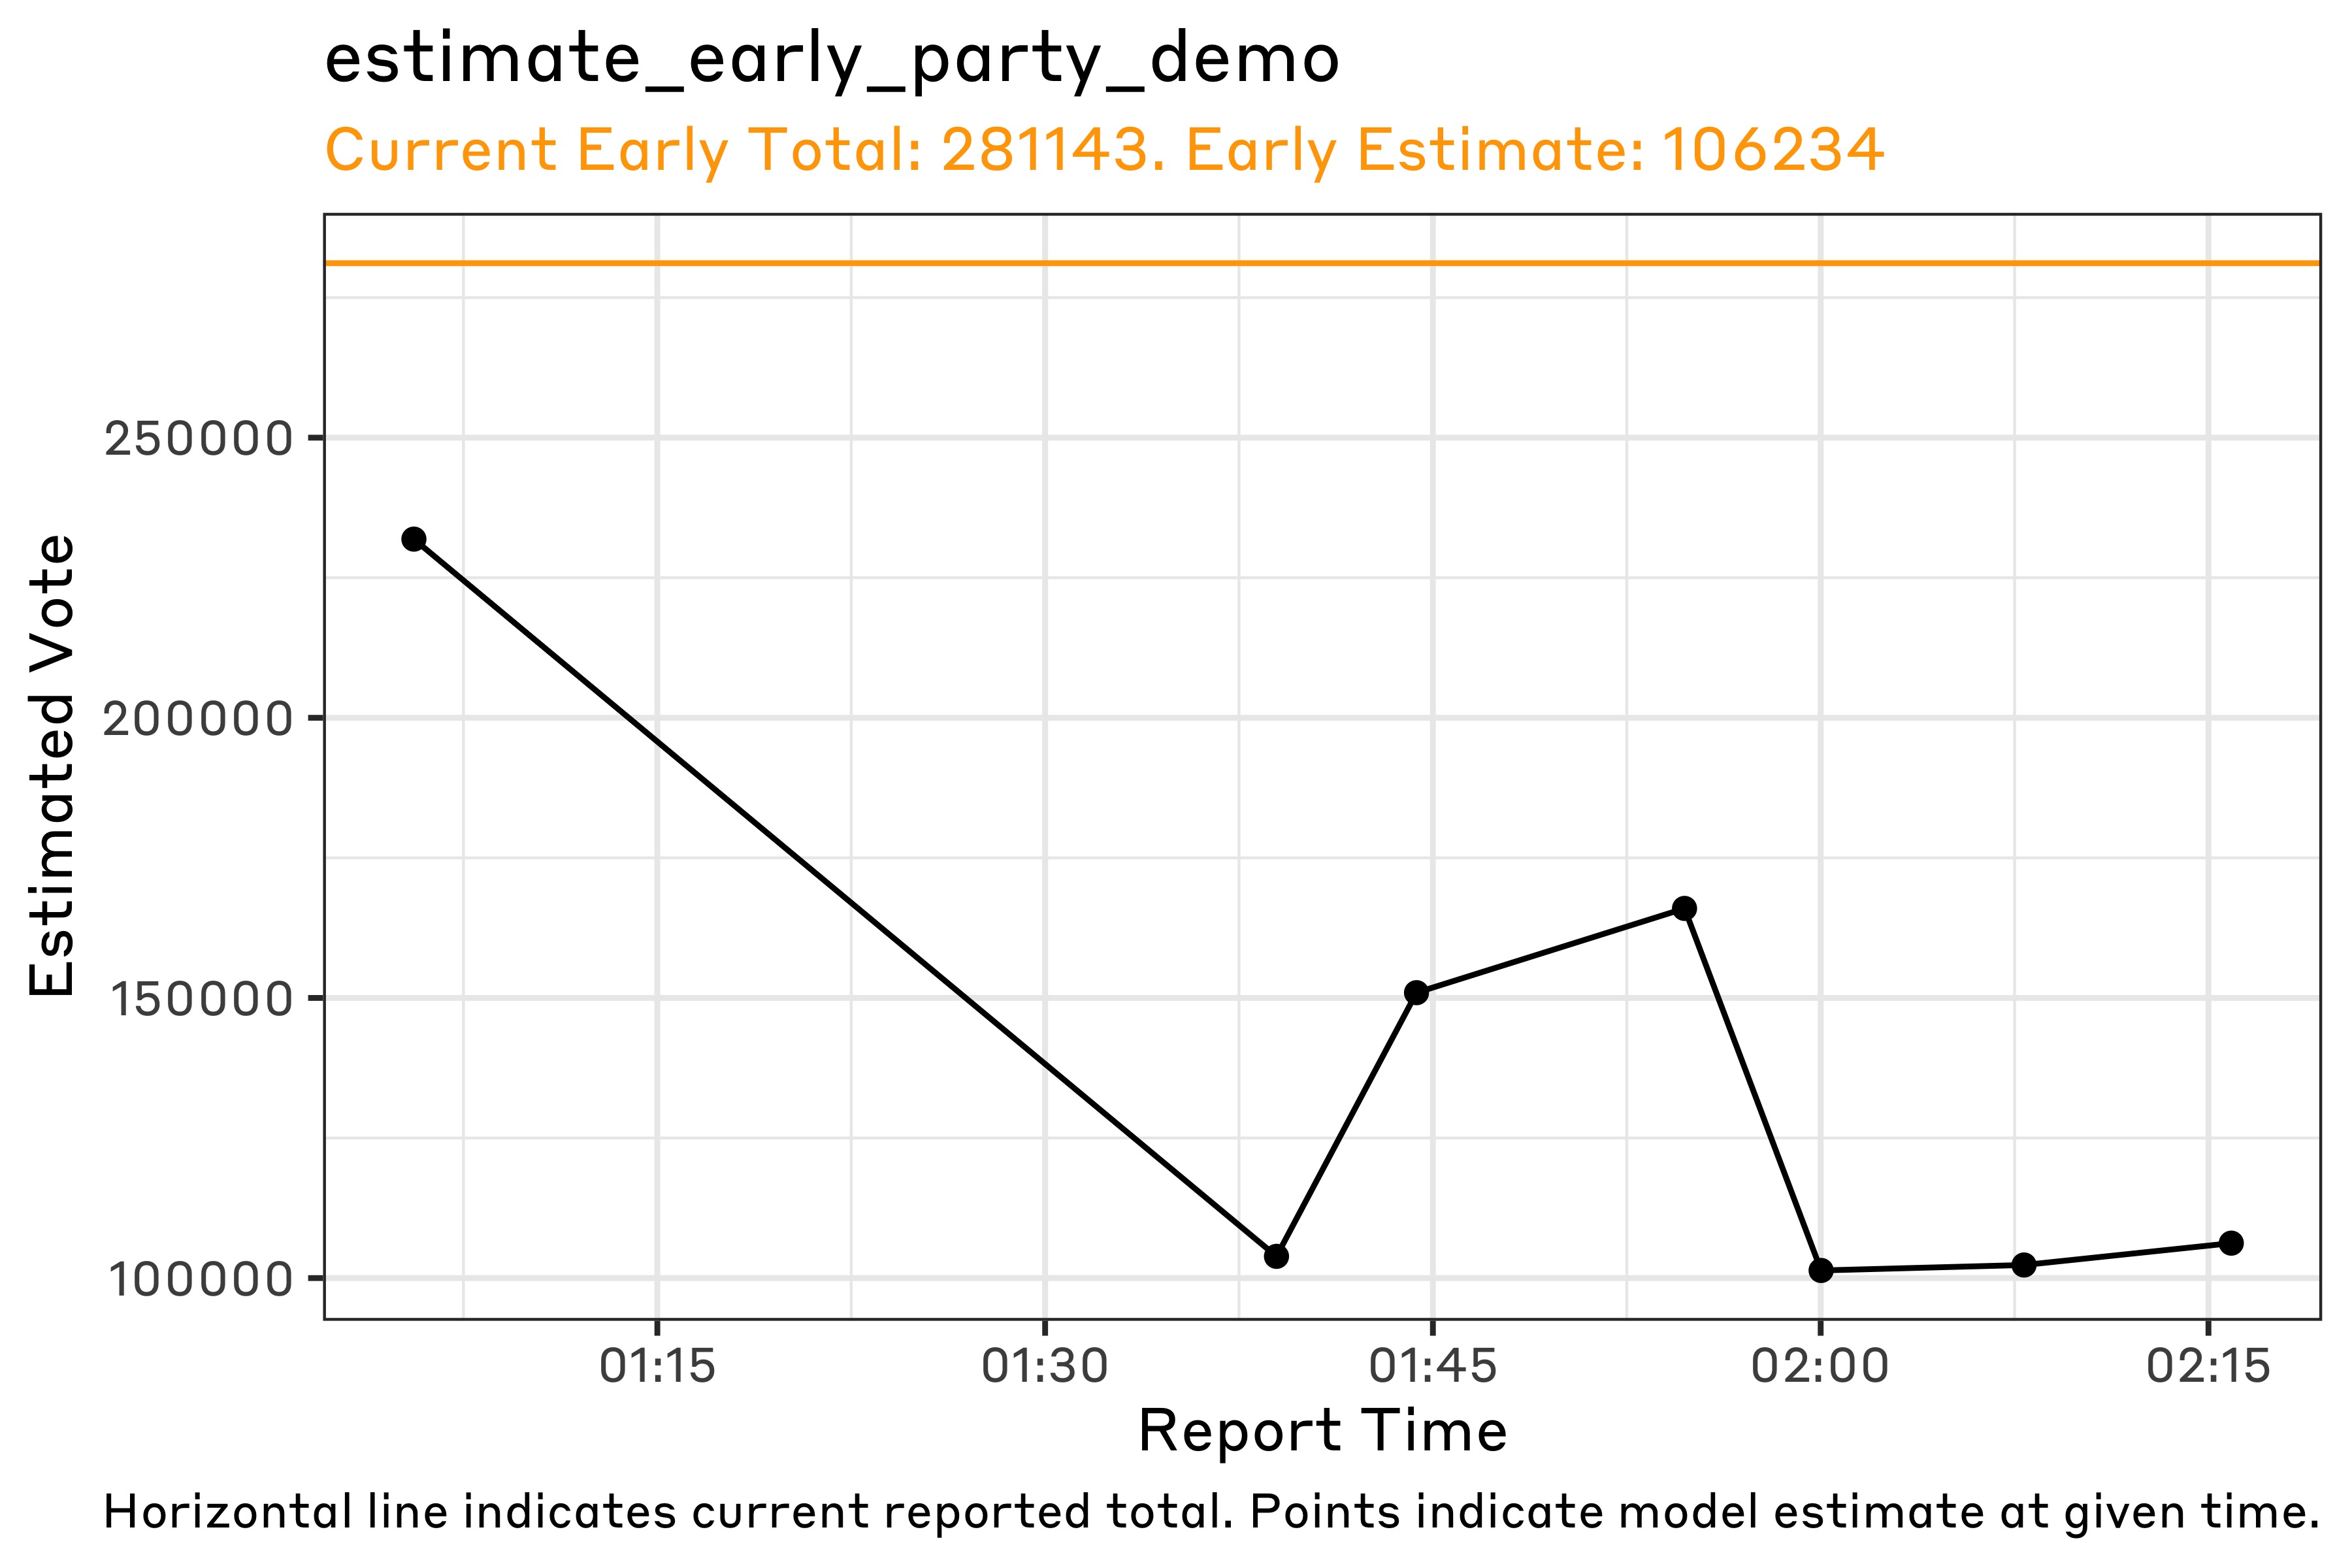 estimate_early_party_demo
Current Early Total: 281143. Early Estimate: 106234
Estimated Vote
250000
200000
150000
100000
01:15 01:30 01:45 02:00 02:15
Report Time
Horizontal line indicates current reported total. Points indicate model estimate at given time.